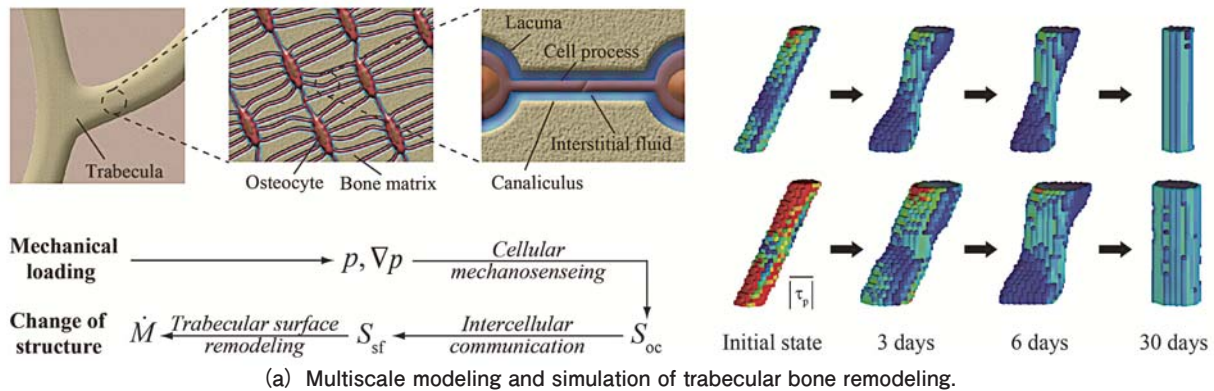 Trabecula
Osteocyte
Bone matrix
Lacuna
Cell process
Interstitial fluid
Canaliculus
Mechanical
loading
p, ∇p
Cellular
mechanosenseing
Change of
structure
Ṁ
Trabecular surface
remodeling
S_sf
Intercellular
communication
S_oc
|τ_p|
Initial state
3 days
6 days
30 days
(a) Multiscale modeling and simulation of trabecular bone remodeling.